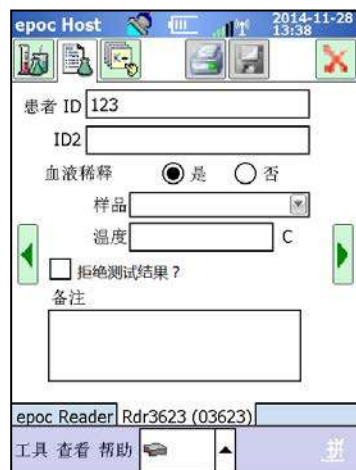 epoc Host 2014-11-28
13:38
患者 ID 123
ID2
血液稀释 是 否
样品
温度 C
拒绝测试结果？
备注
epoc Reader Rdr3623 (03623)
工具 查看 帮助 拼